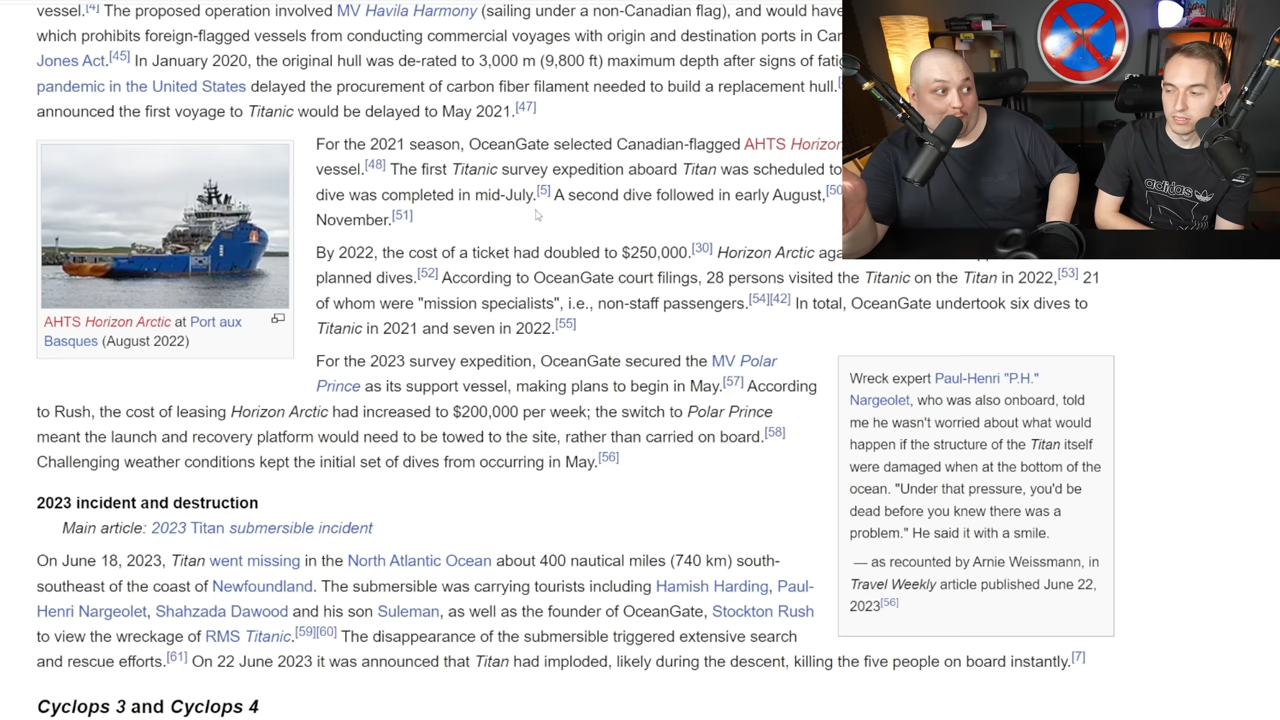 vessel.[4] The proposed operation involved MV Havila Harmony (sailing under a non-Canadian flag), and would have
which prohibits foreign-flagged vessels from conducting commercial voyages with origin and destination ports in Ca
Jones Act.[45] In January 2020, the original hull was de-rated to 3,000 m (9,800 ft) maximum depth after signs of fati
pandemic in the United States delayed the procurement of carbon fiber filament needed to build a replacement hull.[
announced the first voyage to Titanic would be delayed to May 2021.[47]
For the 2021 season, OceanGate selected Canadian-flagged AHTS Horizon
vessel.[48] The first Titanic survey expedition aboard Titan was scheduled to
dive was completed in mid-July.[5] A second dive followed in early August,[50
November.[51]
By 2022, the cost of a ticket had doubled to $250,000.[30] Horizon Arctic aga
planned dives.[52] According to OceanGate court filings, 28 persons visited the Titanic on the Titan in 2022,[53] 21
of whom were "mission specialists", i.e., non-staff passengers.[54][42] In total, OceanGate undertook six dives to
Titanic in 2021 and seven in 2022.[55]
AHTS Horizon Arctic at Port aux
Basques (August 2022)
For the 2023 survey expedition, OceanGate secured the MV Polar
Prince as its support vessel, making plans to begin in May.[57] According
to Rush, the cost of leasing Horizon Arctic had increased to $200,000 per week; the switch to Polar Prince
meant the launch and recovery platform would need to be towed to the site, rather than carried on board.[58]
Challenging weather conditions kept the initial set of dives from occurring in May.[56]
Wreck expert Paul-Henri "P.H."
Nargeolet, who was also onboard, told
me he wasn't worried about what would
happen if the structure of the Titan itself
were damaged when at the bottom of the
ocean. "Under that pressure, you'd be
dead before you knew there was a
problem." He said it with a smile.
— as recounted by Arnie Weissmann, in
Travel Weekly article published June 22,
2023[56]
2023 incident and destruction
Main article: 2023 Titan submersible incident
On June 18, 2023, Titan went missing in the North Atlantic Ocean about 400 nautical miles (740 km) south-
southeast of the coast of Newfoundland. The submersible was carrying tourists including Hamish Harding, Paul-
Henri Nargeolet, Shahzada Dawood and his son Suleman, as well as the founder of OceanGate, Stockton Rush
to view the wreckage of RMS Titanic.[59][60] The disappearance of the submersible triggered extensive search
and rescue efforts.[61] On 22 June 2023 it was announced that Titan had imploded, likely during the descent, killing the five people on board instantly.[7]
Cyclops 3 and Cyclops 4
adidas